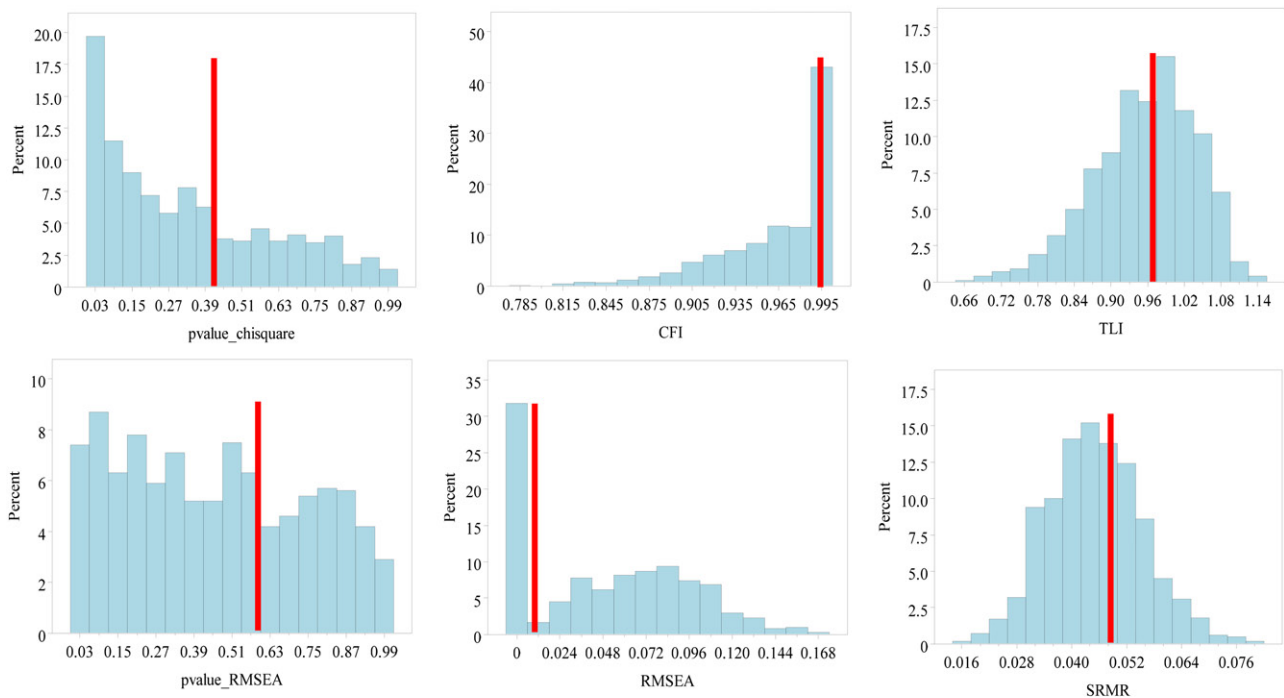 20.0
17.5
15.0
12.5
10.0
7.5
5.0
2.5
0
Percent
0.03 0.15 0.27 0.39 0.51 0.63 0.75 0.87 0.99
pvalue_chisquare
50
40
30
20
10
0
Percent
0.785 0.815 0.845 0.875 0.905 0.935 0.965 0.995
CFI
17.5
15.0
12.5
10.0
7.5
5.0
2.5
0
Percent
0.66 0.72 0.78 0.84 0.90 0.96 1.02 1.08 1.14
TLI
10
8
6
4
2
0
Percent
0.03 0.15 0.27 0.39 0.51 0.63 0.75 0.87 0.99
pvalue_RMSEA
35
30
25
20
15
10
5
0
Percent
0 0.024 0.048 0.072 0.096 0.120 0.144 0.168
RMSEA
17.5
15.0
12.5
10.0
7.5
5.0
2.5
0
Percent
0.016 0.028 0.040 0.052 0.064 0.076
SRMR